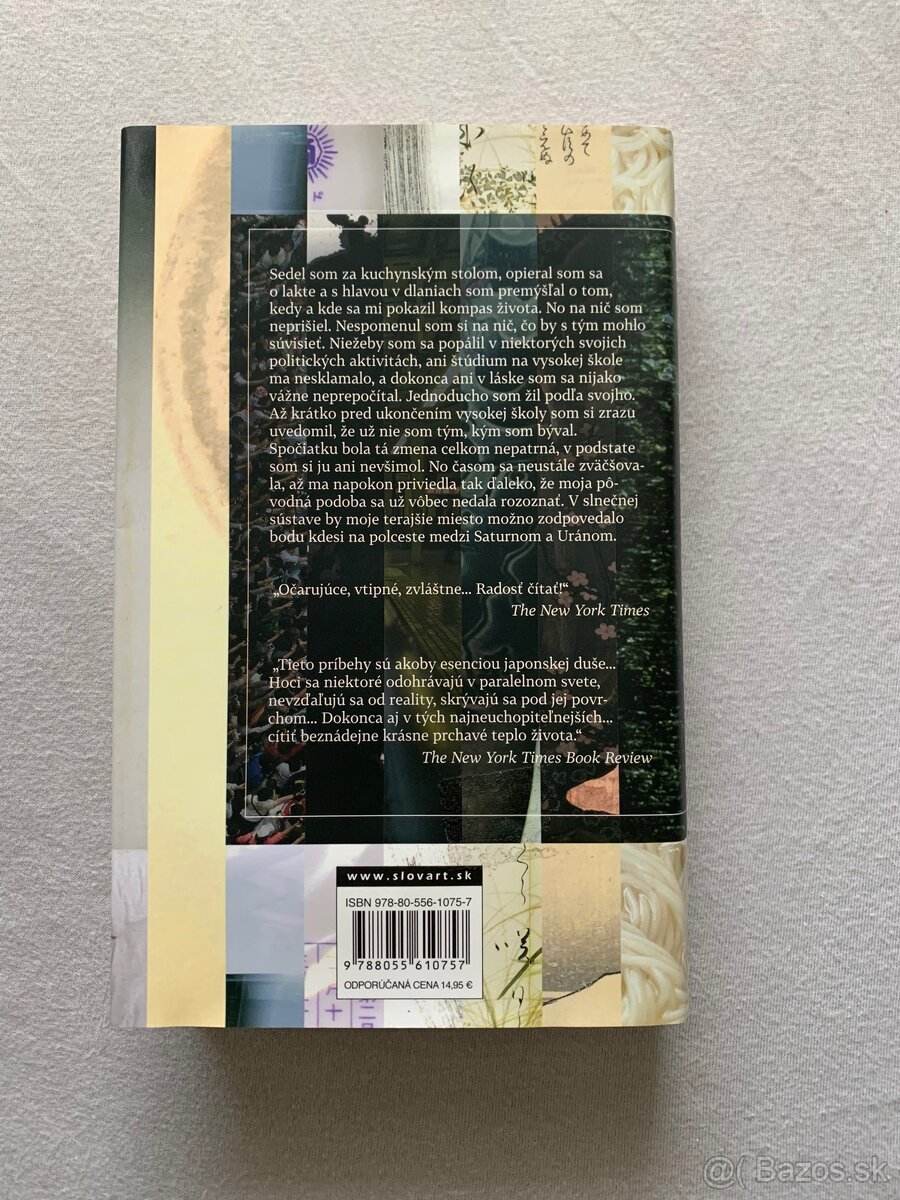 Sedel som za kuchynským stolom, opieral som sa
o lakte a s hlavou v dlaniach som premýšľal o tom,
kedy a kde sa mi pokazil kompas života. No na nič som
neprišiel. Nespomenul som si na nič, čo by s tým mohlo
súvisieť. Niežeby som sa popálil v niektorých svojich
politických aktivitách, ani štúdium na vysokej škole
ma nesklamalo, a dokonca ani v láske som sa nijako
vážne neprepočítal. Jednoducho som žil podľa svojho.
Až krátko pred ukončením vysokej školy som si zrazu
uvedomil, že už nie som tým, kým som býval.
Spočiatku bola tá zmena celkom nepatrná, v podstate
som si ju ani nevšimol. No časom sa neustále zväčšova-
la, až ma napokon priviedla tak ďaleko, že moja pô-
vodná podoba sa už vôbec nedala rozoznať. V slnečnej
sústave by moje terajšie miesto možno zodpovedalo
bodu kdesi na polceste medzi Saturnom a Uránom.
„Očarujúce, vtipné, zvláštne... Radosť čítať!“
The New York Times
„Tieto príbehy sú akoby esenciou japonskej duše...
Hoci sa niektoré odohrávajú v paralelnom svete,
nevzďaľujú sa od reality, skrývajú sa pod jej povr-
chom... Dokonca aj v tých najneuchopiteľnejších...
cítiť beznádejne krásne prchavé teplo života.“
The New York Times Book Review
www.slovart.sk
ISBN 978-80-556-1075-7
9 788055 610757
ODPORÚČANÁ CENA 14,95 €
@( Bazos.sk